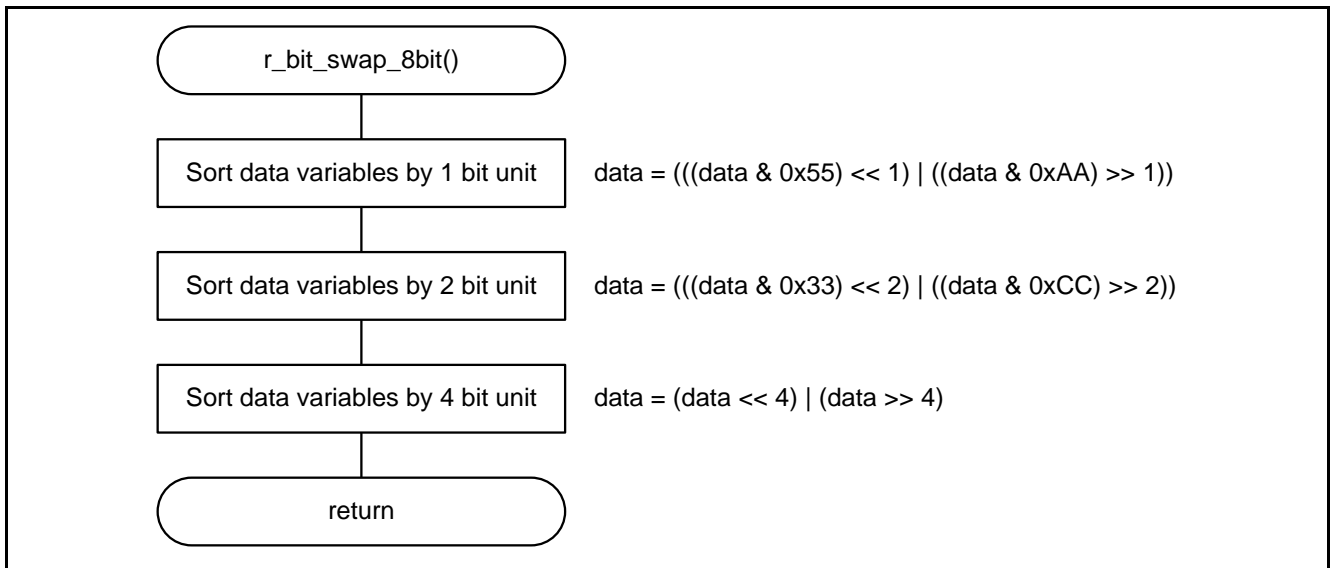 r_bit_swap_8bit()
Sort data variables by 1 bit unit data = (((data & 0x55) << 1) | ((data & 0xAA) >> 1))
Sort data variables by 2 bit unit data = (((data & 0x33) << 2) | ((data & 0xCC) >> 2))
Sort data variables by 4 bit unit data = (data << 4) | (data >> 4)
return